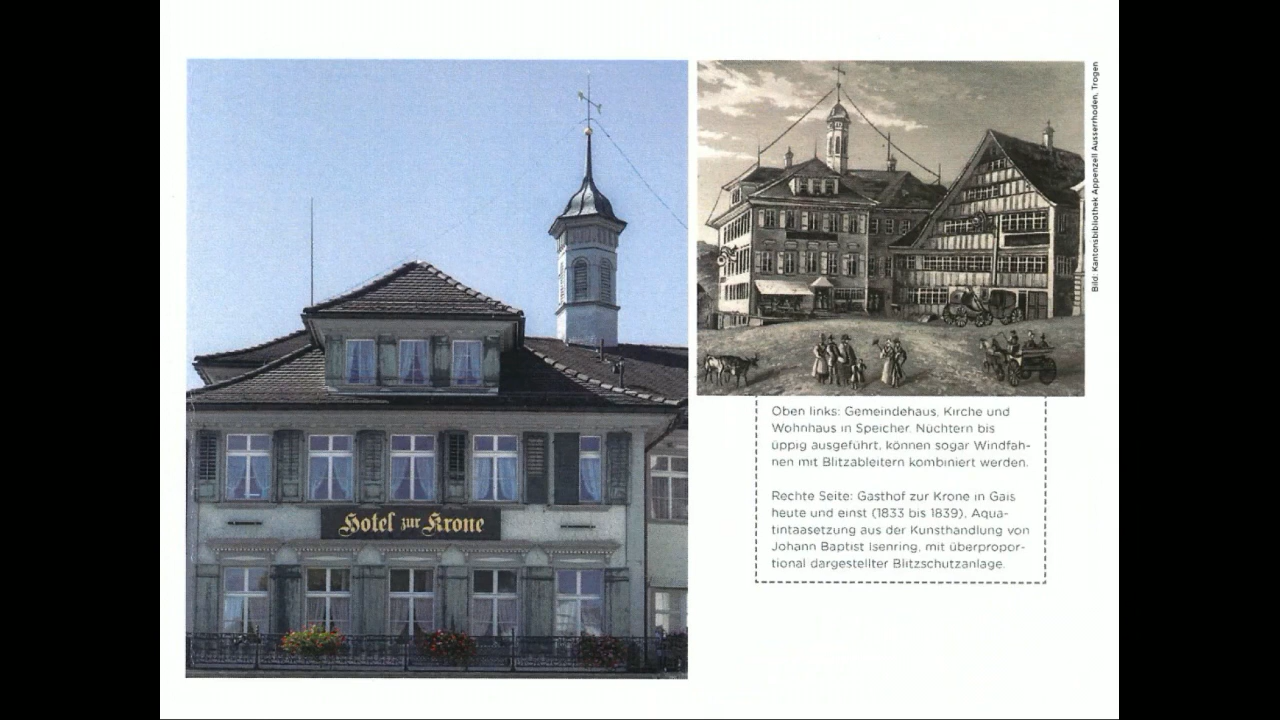 Hotel zur Krone
Bild: Kantonsbibliothek Appenzell Ausserrhoden, Trogen
Oben links: Gemeindehaus, Kirche und
Wohnhaus in Speicher. Nüchtern bis
üppig ausgeführt, können sogar Windfah-
nen mit Blitzableitern kombiniert werden.
Rechte Seite: Gasthof zur Krone in Gais
heute und einst (1833 bis 1839), Aqua-
tintaasetzung aus der Kunsthandlung von
Johann Baptist Isenring, mit überpropor-
tional dargestellter Blitzschutzanlage.